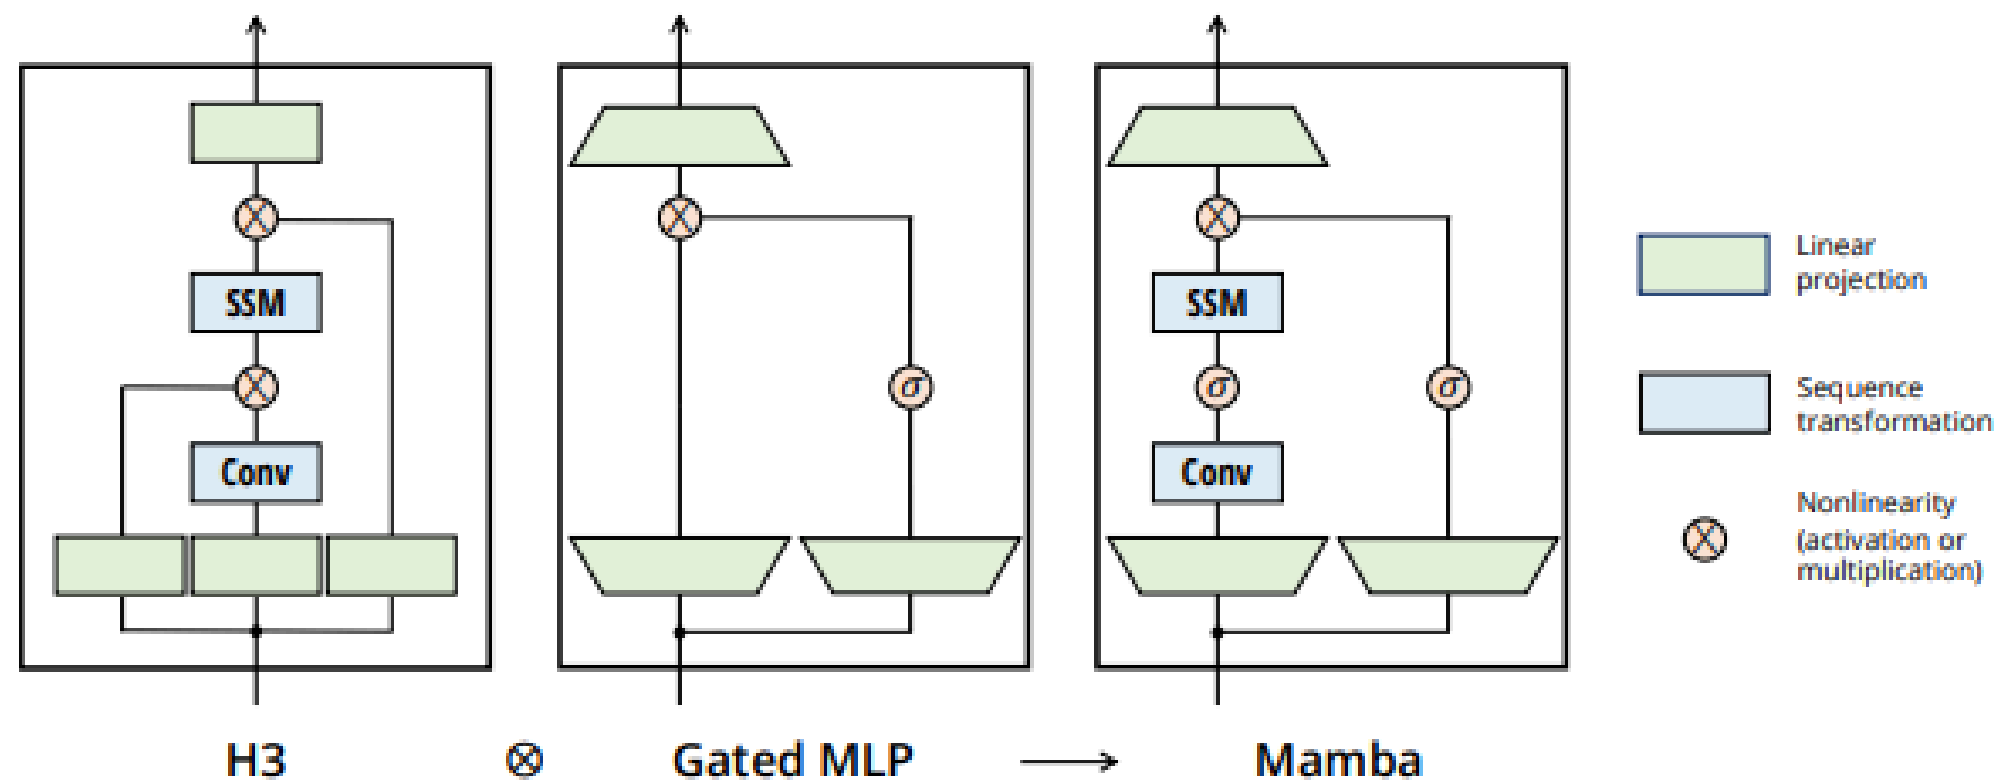 SSM
Conv
σ
SSM
σ
σ
Conv
Linear
projection
Sequence
transformation
Nonlinearity
(activation or
multiplication)
H3 ⊗ Gated MLP → Mamba